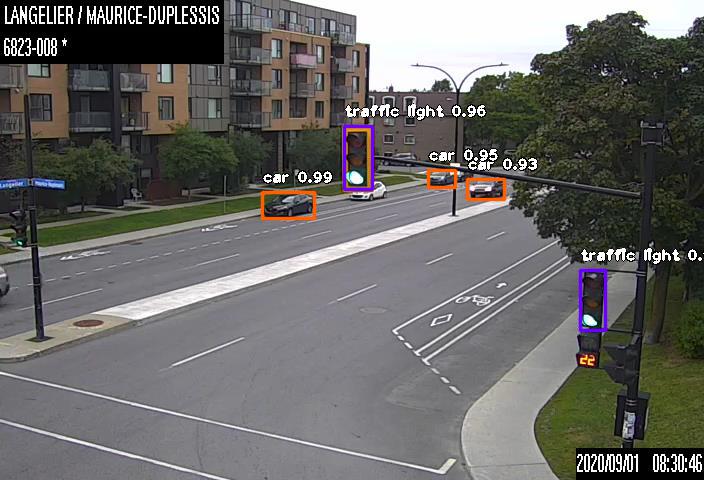 LANGELIER / MAURICE-DUPLESSIS
6823-008 *
traffic light 0.96
car 0.95
car 0.93
car 0.99
Langelier
traffic light 0.
22
2020/09/01 08:30:46